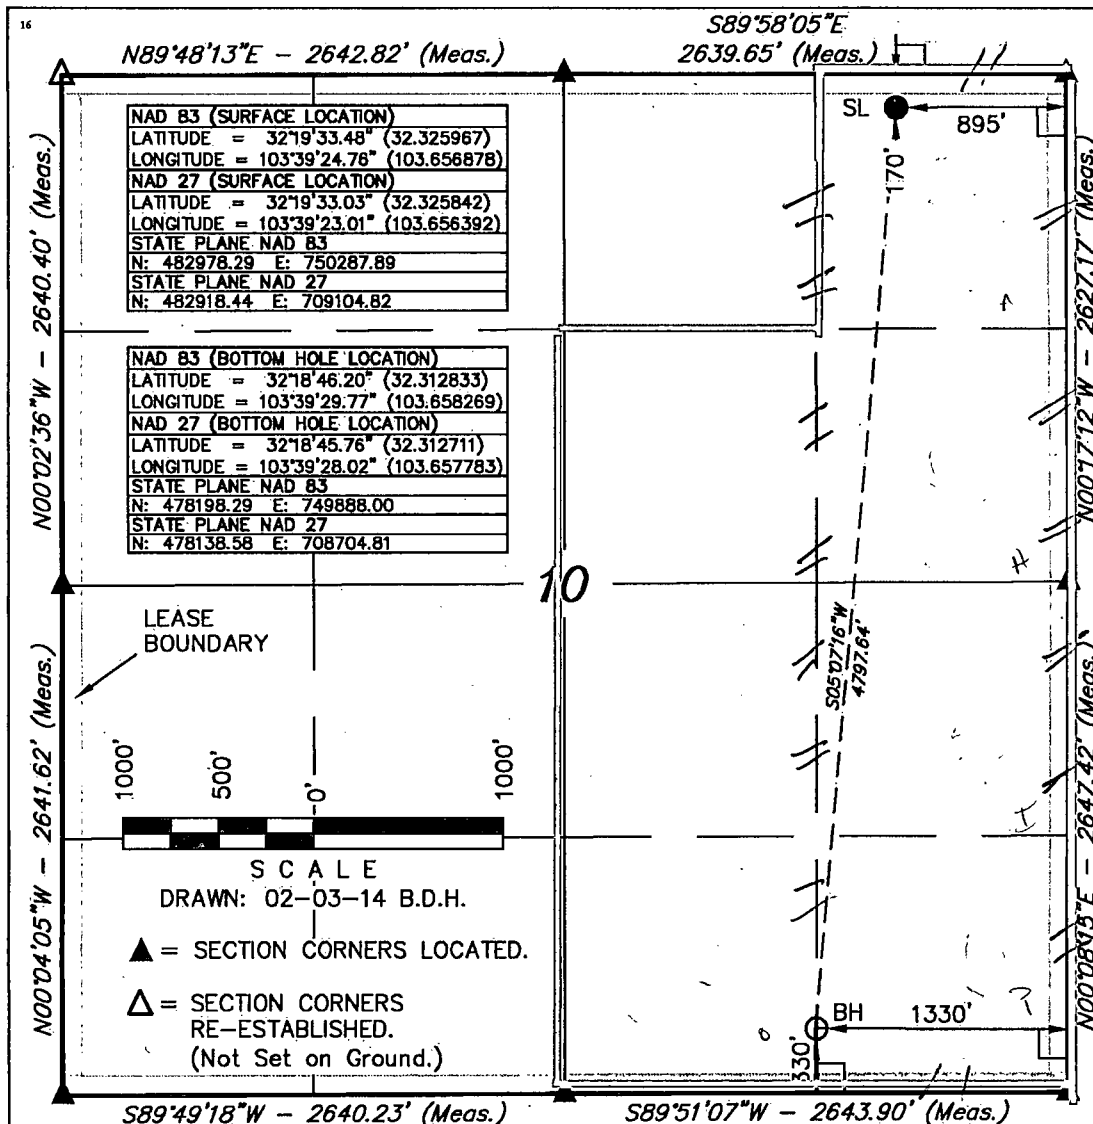 16
N89°48'13"E - 2642.82' (Meas.)
S89°58'05"E
2639.65' (Meas.)
NAD 83 (SURFACE LOCATION)
LATITUDE = 32°19'33.48" (32.325967)
LONGITUDE = 103°39'24.76" (103.656878)
NAD 27 (SURFACE LOCATION)
LATITUDE = 32°19'33.03" (32.325842)
LONGITUDE = 103°39'23.01" (103.656392)
STATE PLANE NAD 83
N: 482978.29 E: 750287.89
STATE PLANE NAD 27
N: 482918.44 E: 709104.82
SL
895'
170'
N00°02'36"W - 2640.40' (Meas.)
N00°17'12"W - 2627.17' (Meas.)
A
NAD 83 (BOTTOM HOLE LOCATION)
LATITUDE = 32°18'46.20" (32.312833)
LONGITUDE = 103°39'29.77" (103.658269)
NAD 27 (BOTTOM HOLE LOCATION)
LATITUDE = 32°18'45.76" (32.312711)
LONGITUDE = 103°39'28.02" (103.657783)
STATE PLANE NAD 83
N: 478198.29 E: 749888.00
STATE PLANE NAD 27
N: 478138.58 E: 708704.81
H
10
LEASE
BOUNDARY
S05°07'16"W
4797.64'
N00°04'05"W - 2641.62' (Meas.)
N00°08'15"E - 2647.42' (Meas.)
1000'
500'
0'
1000'
I
SCALE
DRAWN: 02-03-14 B.D.H.
▲ = SECTION CORNERS LOCATED.
△ = SECTION CORNERS
RE-ESTABLISHED.
(Not Set on Ground.)
P
BH
1330'
330'
S89°49'18"W - 2640.23' (Meas.)
S89°51'07"W - 2643.90' (Meas.)